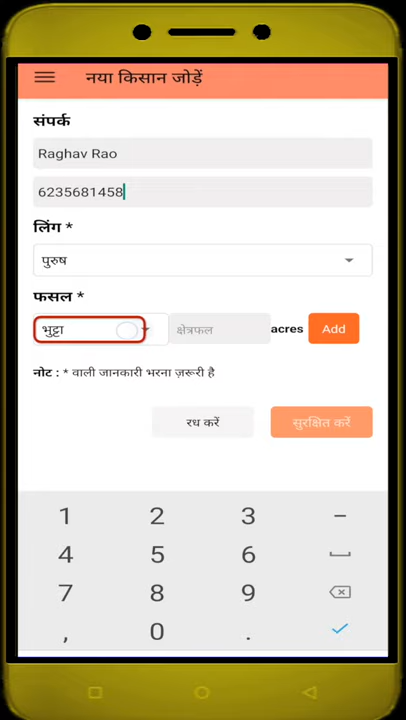 नया किसान जोड़ें
संपर्क
Raghav Rao
6235681458
लिंग *
पुरुष
फसल *
भुट्टा क्षेत्रफल acres Add
नोट : * वाली जानकारी भरना ज़रूरी है
रध करें सुरक्षित करें
1 2 3 –
4 5 6
7 8 9
, 0 .